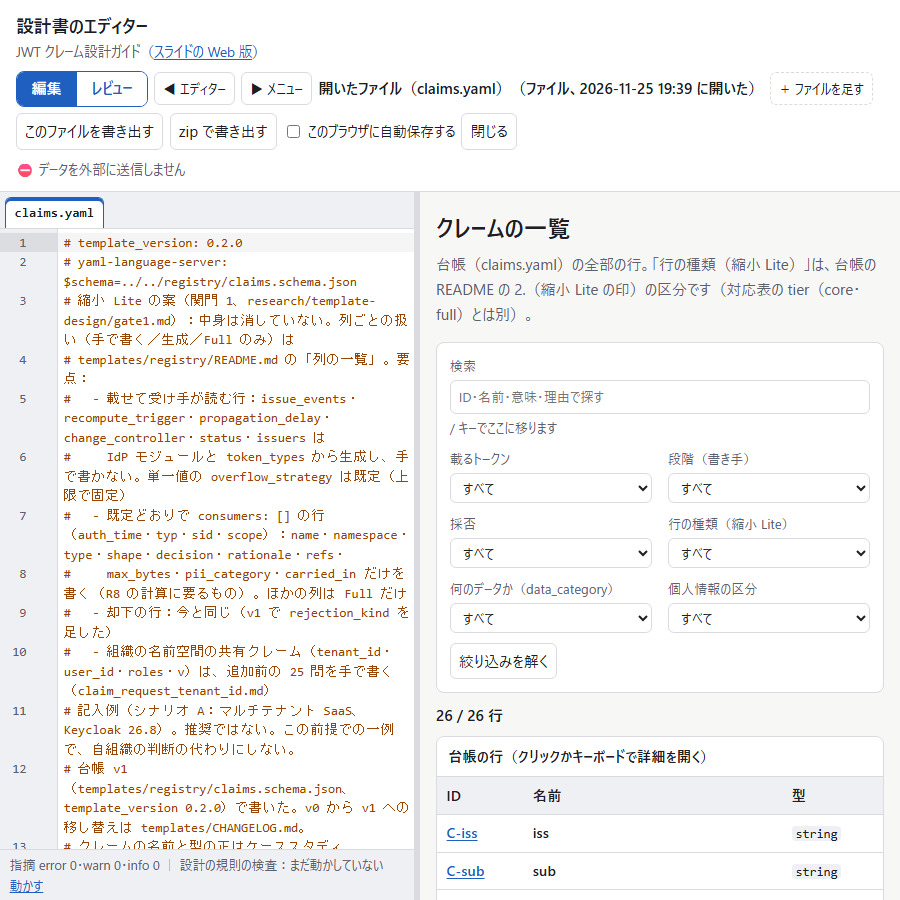 設計書のエディター
JWT クレーム設計ガイド（スライドの Web 版）
編集 レビュー ◀ エディター ▶ メニュー 開いたファイル（claims.yaml）（ファイル、2026-11-25 19:39 に開いた） ＋ ファイルを足す
このファイルを書き出す zip で書き出す このブラウザに自動保存する 閉じる
⛔ データを外部に送信しません
claims.yaml
1 # template_version: 0.2.0
2 # yaml-language-server:
$schema=../../registry/claims.schema.json
3 # 縮小 Lite の案（関門 1、research/template-
design/gate1.md）：中身は消していない。列ごとの扱
い（手で書く／生成／Full のみ）は
4 # templates/registry/README.md の「列の一覧」。要
点：
5 #   - 載せて受け手が読む行：issue_events・
recompute_trigger・propagation_delay・
change_controller・status・issuers は
6 #     IdP モジュールと token_types から生成し、手
で書かない。単一値の overflow_strategy は既定（上
限で固定）
7 #   - 既定どおりで consumers: [] の行
（auth_time・typ・sid・scope）：name・namespace・
type・shape・decision・rationale・refs・
8 #     max_bytes・pii_category・carried_in だけを
書く（R8 の計算に要るもの）。ほかの列は Full だけ
9 #   - 却下の行：今と同じ（v1 で rejection_kind を
足した）
10 #   - 組織の名前空間の共有クレーム（tenant_id・
user_id・roles・v）は、追加前の 25 問を手で書く
（claim_request_tenant_id.md）
11 # 記入例（シナリオ A：マルチテナント SaaS、
Keycloak 26.8）。推奨ではない。この前提での一例
で、自組織の判断の代わりにしない。
12 # 台帳 v1
（templates/registry/claims.schema.json、
template_version 0.2.0）で書いた。v0 から v1 への
移し替えは templates/CHANGELOG.md。
13 # クレームの名前と型の正はケーススタディ
指摘 error 0·warn 0·info 0 | 設計の規則の検査：まだ動かしていない
動かす
クレームの一覧
台帳（claims.yaml）の全部の行。「行の種類（縮小 Lite）」は、台帳の
README の 2.（縮小 Lite の印）の区分です（対応表の tier（core・
full）とは別）。
検索
ID・名前・意味・理由で探す
/ キーでここに移ります
載るトークン 段階（書き手）
すべて すべて
採否 行の種類（縮小 Lite）
すべて すべて
何のデータか（data_category） 個人情報の区分
すべて すべて
絞り込みを解く
26 / 26 行
台帳の行（クリックかキーボードで詳細を開く）
ID 名前 型
C-iss iss string
C-sub sub string